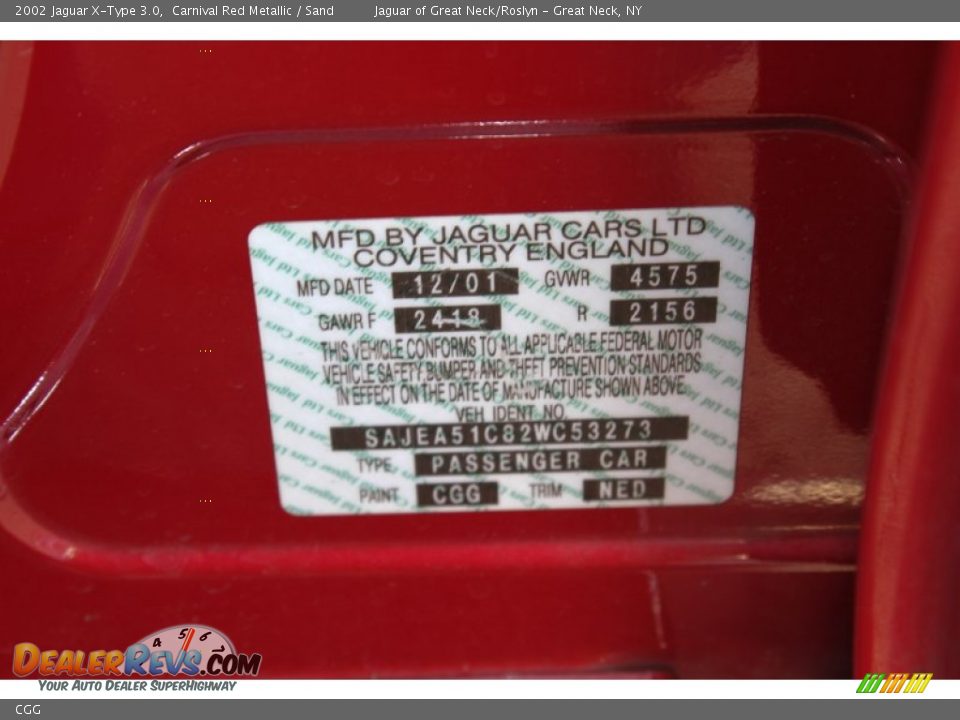 2002 Jaguar X-Type 3.0, Carnival Red Metallic / Sand Jaguar of Great Neck/Roslyn - Great Neck, NY
MFD BY JAGUAR CARS LTD
COVENTRY ENGLAND
MFD DATE 12/01 GVWR 4575
GAWR F 2418 R 2156
THIS VEHICLE CONFORMS TO ALL APPLICABLE FEDERAL MOTOR
VEHICLE SAFETY BUMPER AND THEFT PREVENTION STANDARDS
IN EFFECT ON THE DATE OF MANUFACTURE SHOWN ABOVE
VEH IDENT NO.
SAJEA51C82WC53273
TYPE PASSENGER CAR
PAINT CGG TRIM NED
4 5 6
DEALERREVS.COM
YOUR AUTO DEALER SUPERHIGHWAY
CGG